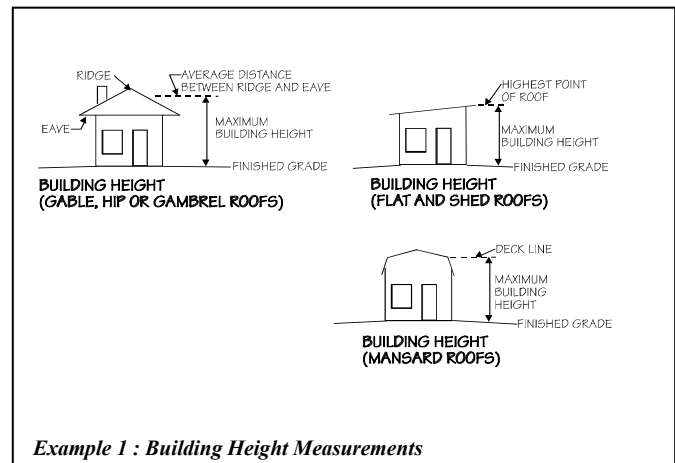 RIDGE
AVERAGE DISTANCE
BETWEEN RIDGE AND EAVE
EAVE
MAXIMUM
BUILDING HEIGHT
FINISHED GRADE
BUILDING HEIGHT
(GABLE, HIP OR GAMBREL ROOFS)
HIGHEST POINT
OF ROOF
MAXIMUM
BUILDING HEIGHT
FINISHED GRADE
BUILDING HEIGHT
(FLAT AND SHED ROOFS)
DECK LINE
MAXIMUM
BUILDING
HEIGHT
FINISHED GRADE
BUILDING HEIGHT
(MANSARD ROOFS)
Example 1 : Building Height Measurements